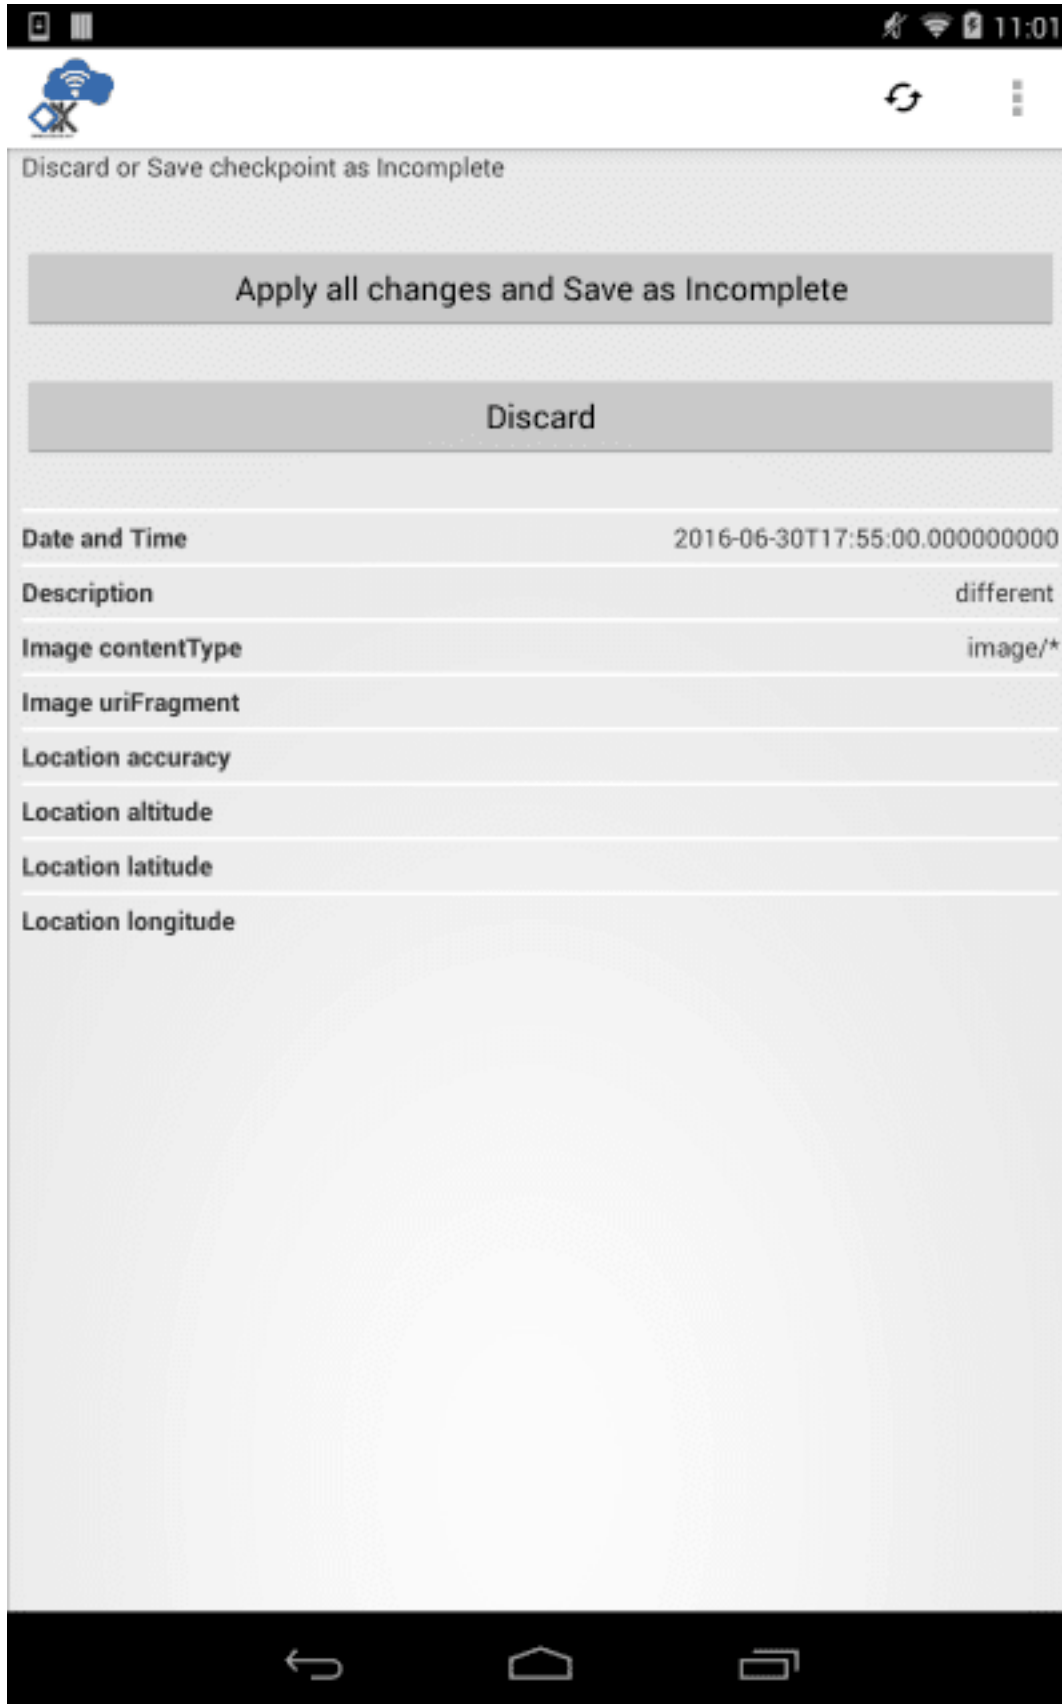 11:01
Discard or Save checkpoint as Incomplete
Apply all changes and Save as Incomplete
Discard
Date and Time 2016-06-30T17:55:00.000000000
Description different
Image contentType image/*
Image uriFragment
Location accuracy
Location altitude
Location latitude
Location longitude